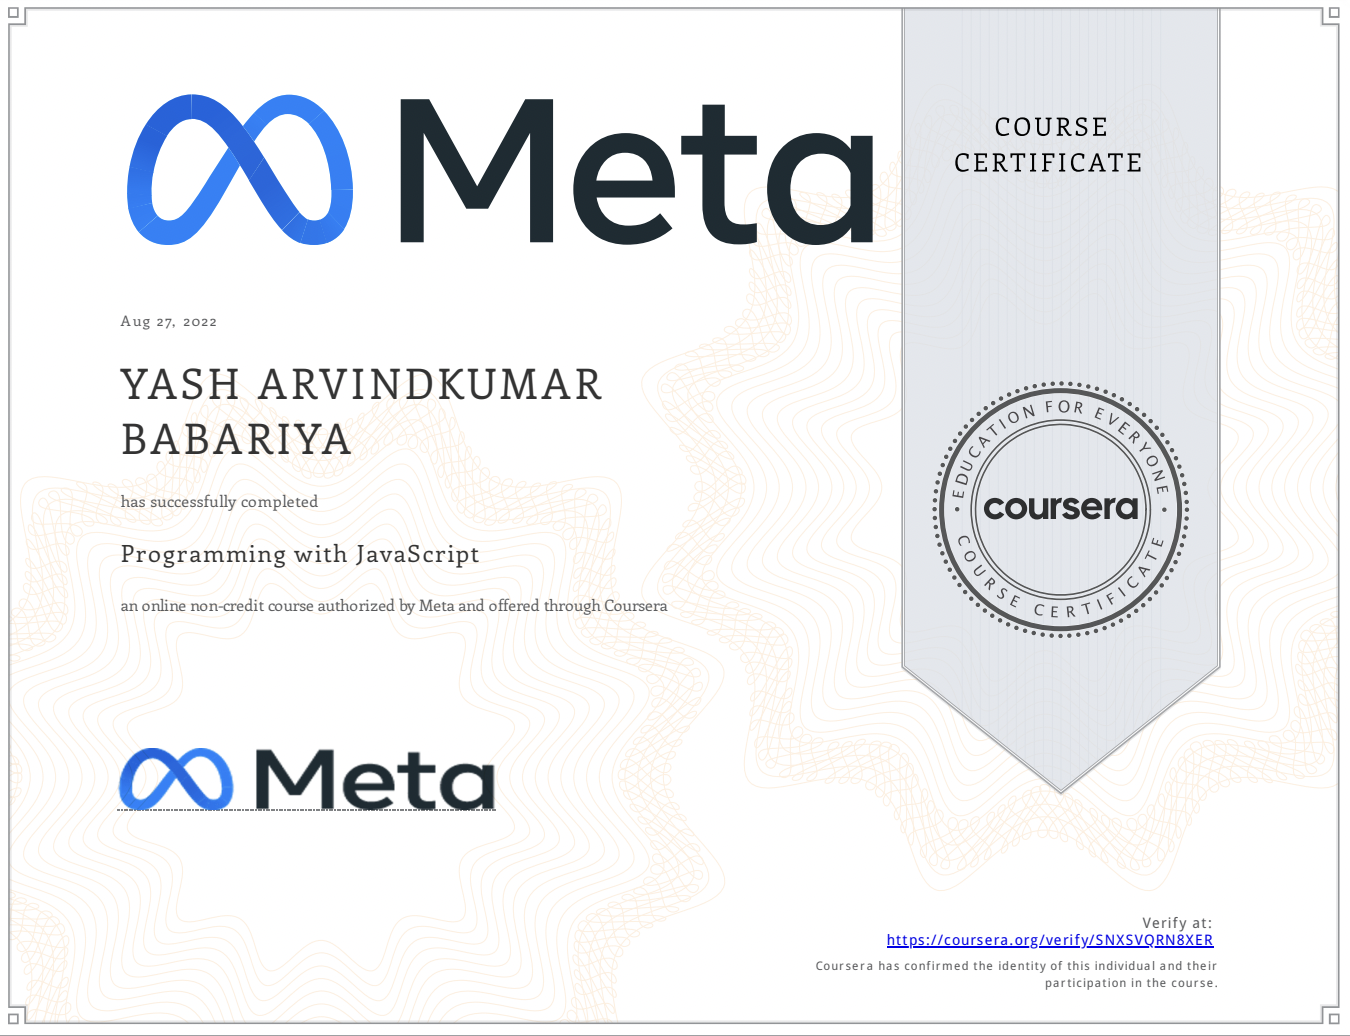 Meta
COURSE
CERTIFICATE
Aug 27, 2022
YASH ARVINDKUMAR
BABARIYA
has successfully completed
Programming with JavaScript
an online non-credit course authorized by Meta and offered through Coursera
EDUCATION FOR EVERYONE
coursera
COURSE CERTIFICATE
Meta
Verify at:
https://coursera.org/verify/SNXSVQRN8XER
Coursera has confirmed the identity of this individual and their
participation in the course.